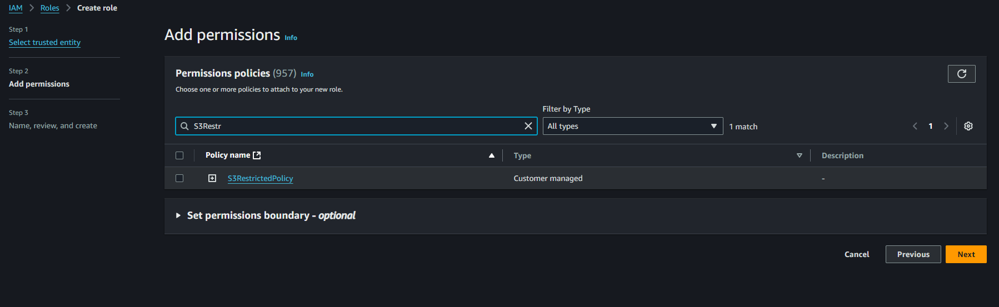 IAM > Roles > Create role
Step 1
Select trusted entity
Step 2
Add permissions
Step 3
Name, review, and create
Add permissions Info
Permissions policies (957) Info
Choose one or more policies to attach to your new role.
Filter by Type
S3Restr
All types
1 match
1
Policy name
Type
Description
S3RestrictedPolicy
Customer managed
-
Set permissions boundary - optional
Cancel
Previous
Next